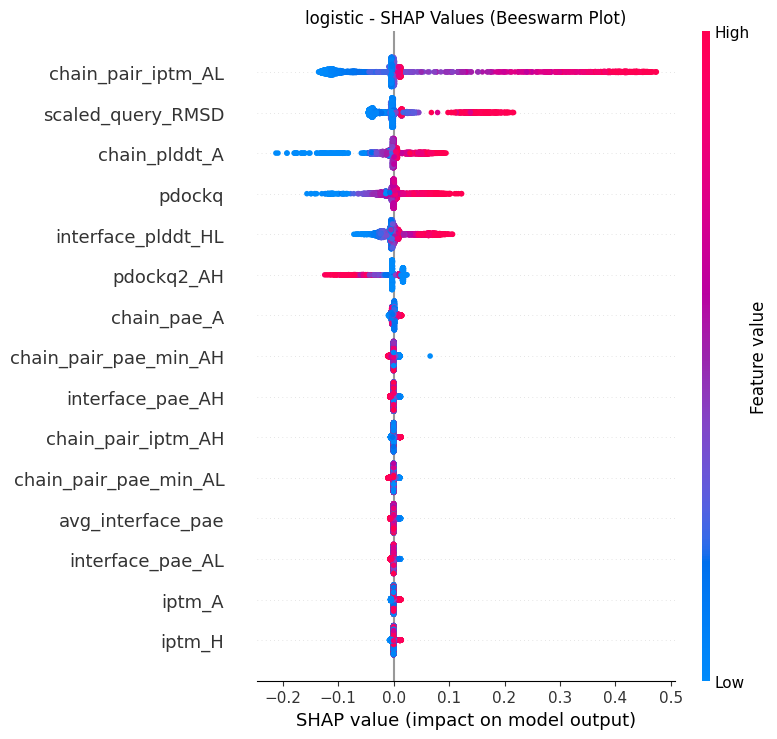 logistic - SHAP Values (Beeswarm Plot)
High
chain_pair_iptm_AL
scaled_query_RMSD
chain_plddt_A
pdockq
interface_plddt_HL
pdockq2_AH
chain_pae_A
chain_pair_pae_min_AH
interface_pae_AH
chain_pair_iptm_AH
chain_pair_pae_min_AL
avg_interface_pae
interface_pae_AL
iptm_A
iptm_H
Feature value
Low
−0.2 −0.1 0.0 0.1 0.2 0.3 0.4 0.5
SHAP value (impact on model output)